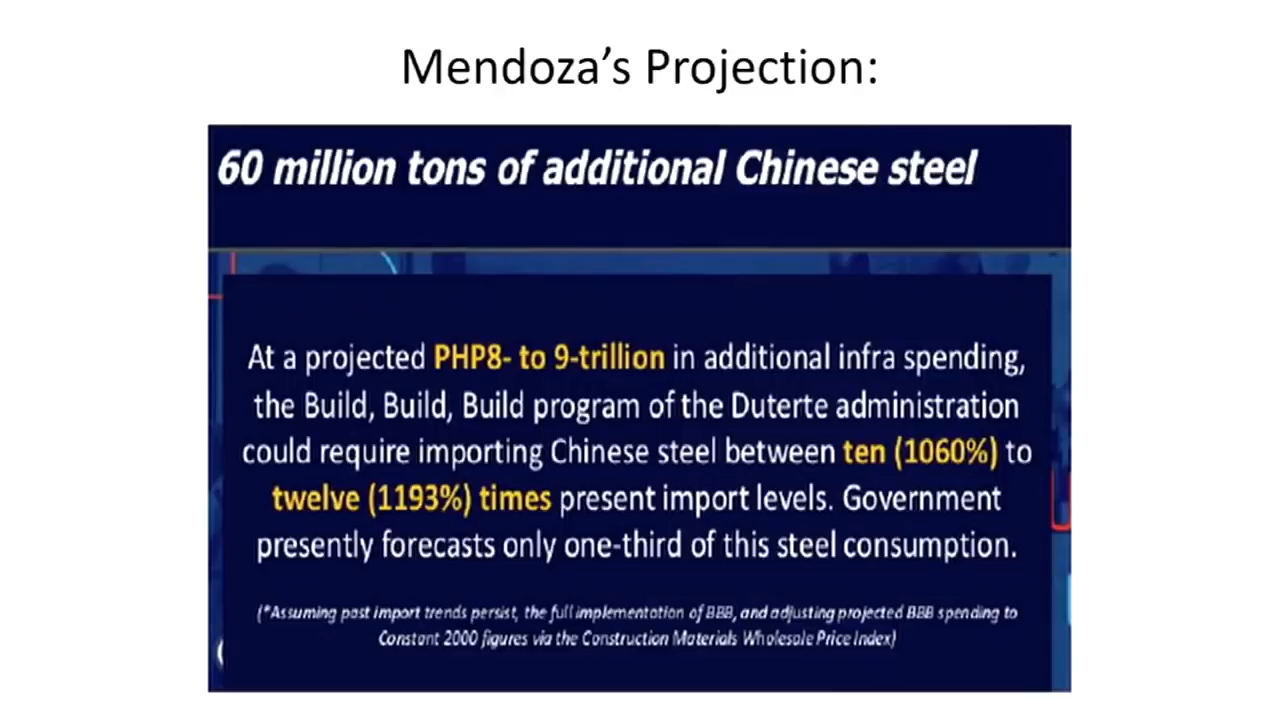 Mendoza’s Projection:
60 million tons of additional Chinese steel
At a projected PHP8- to 9-trillion in additional infra spending,
the Build, Build, Build program of the Duterte administration
could require importing Chinese steel between ten (1060%) to
twelve (1193%) times present import levels. Government
presently forecasts only one-third of this steel consumption.
(*Assuming past import trends persist, the full implementation of BBB, and adjusting projected BBB spending to
Constant 2000 figures via the Construction Materials Wholesale Price Index)